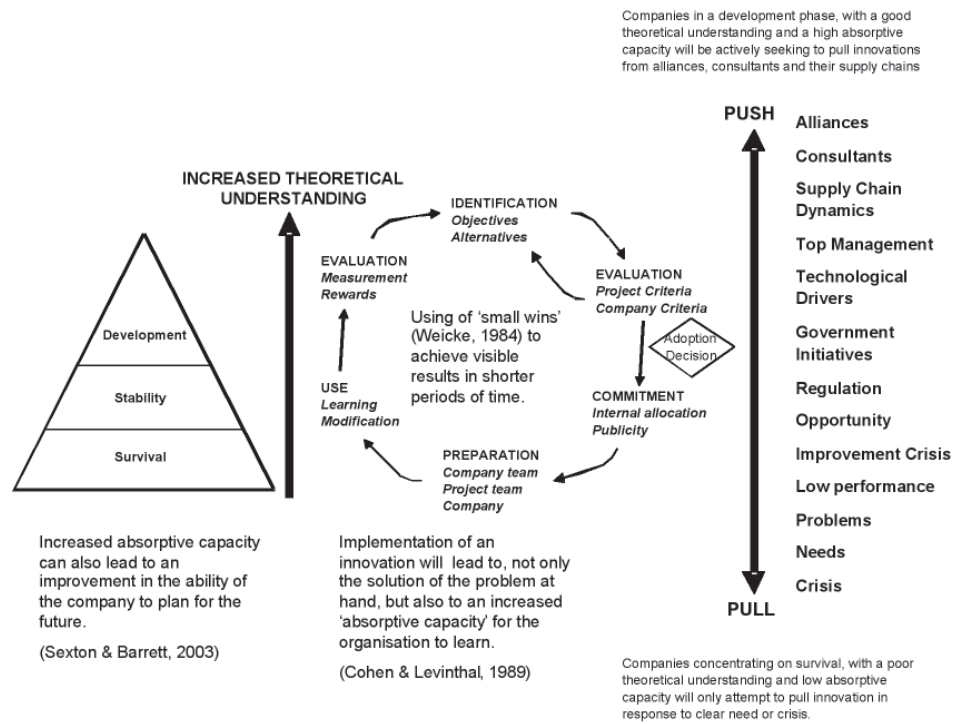 Companies in a development phase, with a good
theoretical understanding and a high absorptive
capacity will be actively seeking to pull innovations
from alliances, consultants and their supply chains
PUSH
Alliances
Consultants
Supply Chain
Dynamics
Top Management
Technological
Drivers
Government
Initiatives
Regulation
Opportunity
Improvement Crisis
Low performance
Problems
Needs
Crisis
PULL
Companies concentrating on survival, with a poor
theoretical understanding and low absorptive
capacity will only attempt to pull innovation in
response to clear need or crisis.
INCREASED THEORETICAL
UNDERSTANDING
IDENTIFICATION
Objectives
Alternatives
EVALUATION
Project Criteria
Company Criteria
Adoption
Decision
COMMITMENT
Internal allocation
Publicity
PREPARATION
Company team
Project team
Company
USE
Learning
Modification
EVALUATION
Measurement
Rewards
Using of ‘small wins’
(Weicke, 1984) to
achieve visible
results in shorter
periods of time.
Development
Stability
Survival
Increased absorptive capacity
can also lead to an
improvement in the ability of
the company to plan for the
future.
(Sexton & Barrett, 2003)
Implementation of an
innovation will lead to, not only
the solution of the problem at
hand, but also to an increased
‘absorptive capacity’ for the
organisation to learn.
(Cohen & Levinthal, 1989)